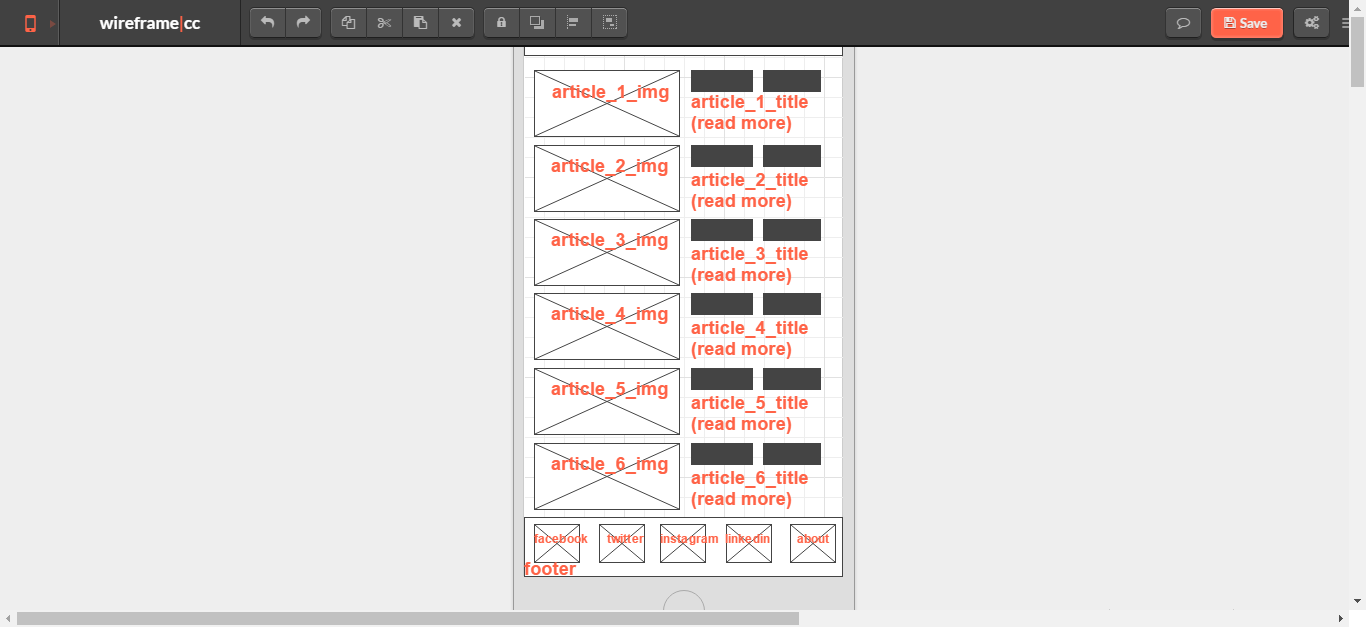 wireframe|cc
Save
article_1_img
article_1_title
(read more)
article_2_img
article_2_title
(read more)
article_3_img
article_3_title
(read more)
article_4_img
article_4_title
(read more)
article_5_img
article_5_title
(read more)
article_6_img
article_6_title
(read more)
facebook twitter instagram linkedin about
footer